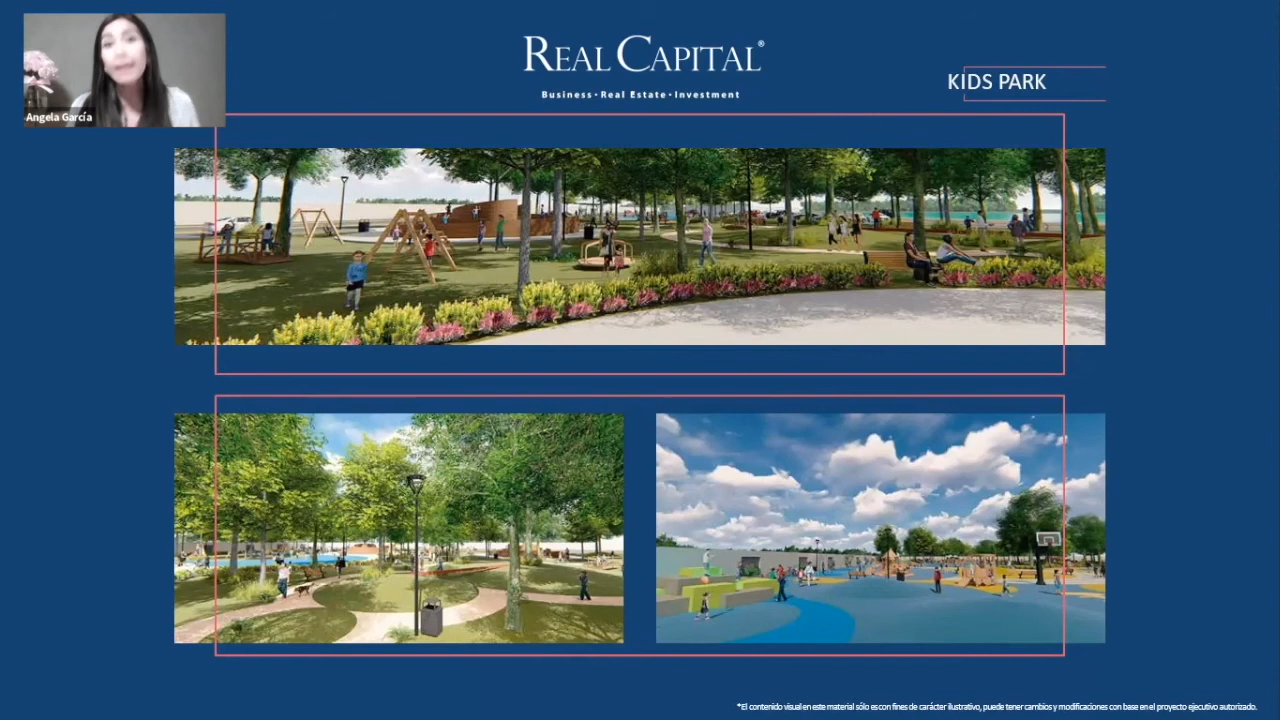 REAL CAPITAL®
Business • Real Estate • Investment
KIDS PARK
Angela García
*El contenido visual en este material sólo es con fines de carácter ilustrativo, puede tener cambios y modificaciones con base en el proyecto ejecutivo autorizado.